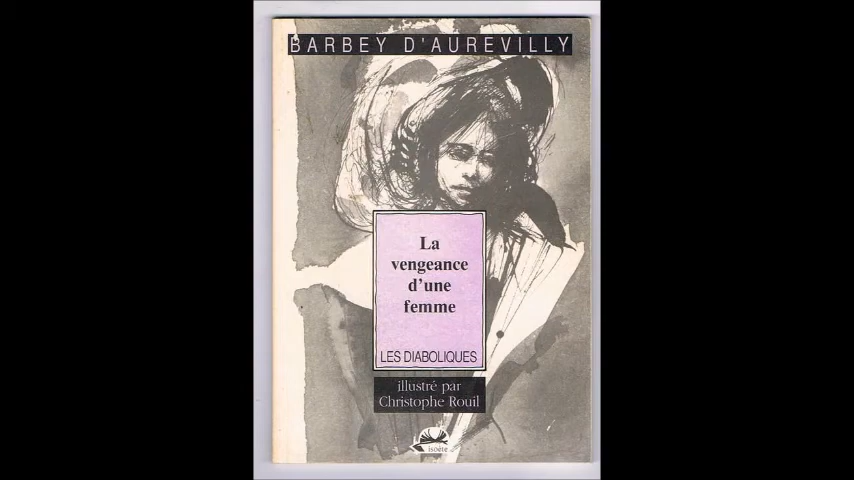 BARBEY D'AUREVILLY
La
vengeance
d'une
femme
LES DIABOLIQUES
illustré par
Christophe Rouil
isoète